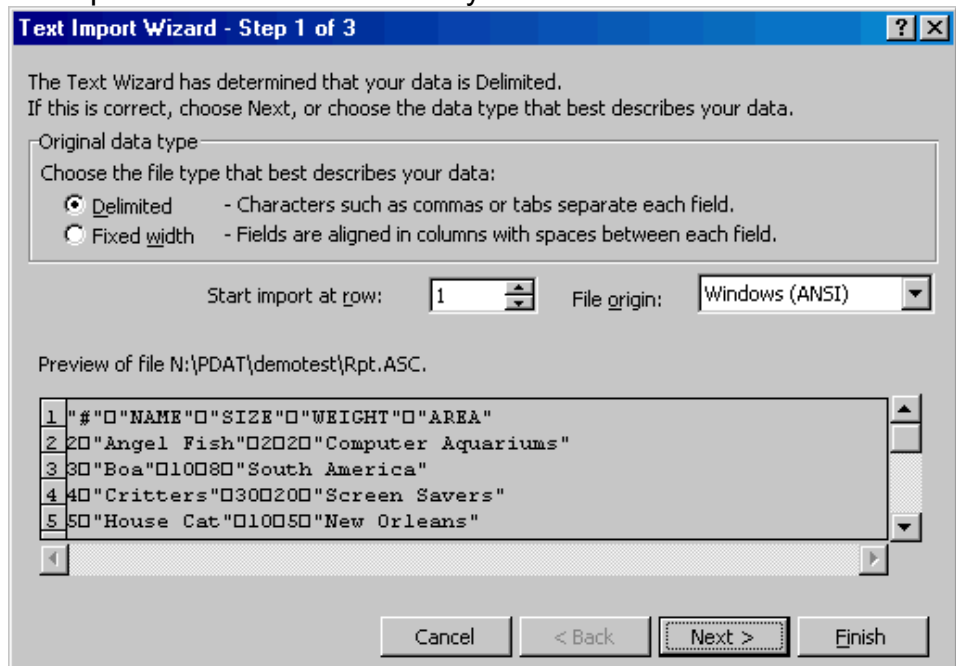 Text Import Wizard - Step 1 of 3
The Text Wizard has determined that your data is Delimited.
If this is correct, choose Next, or choose the data type that best describes your data.
Original data type
Choose the file type that best describes your data:
Delimited - Characters such as commas or tabs separate each field.
Fixed width - Fields are aligned in columns with spaces between each field.
Start import at row: 1 File origin: Windows (ANSI)
Preview of file N:\PDAT\demotest\Rpt.ASC.
1 "#"□"NAME"□"SIZE"□"WEIGHT"□"AREA"
2 2□"Angel Fish"□2□2□"Computer Aquariums"
3 3□"Boa"□10□8□"South America"
4 4□"Critters"□30□20□"Screen Savers"
5 5□"House Cat"□10□5□"New Orleans"
Cancel < Back Next > Finish